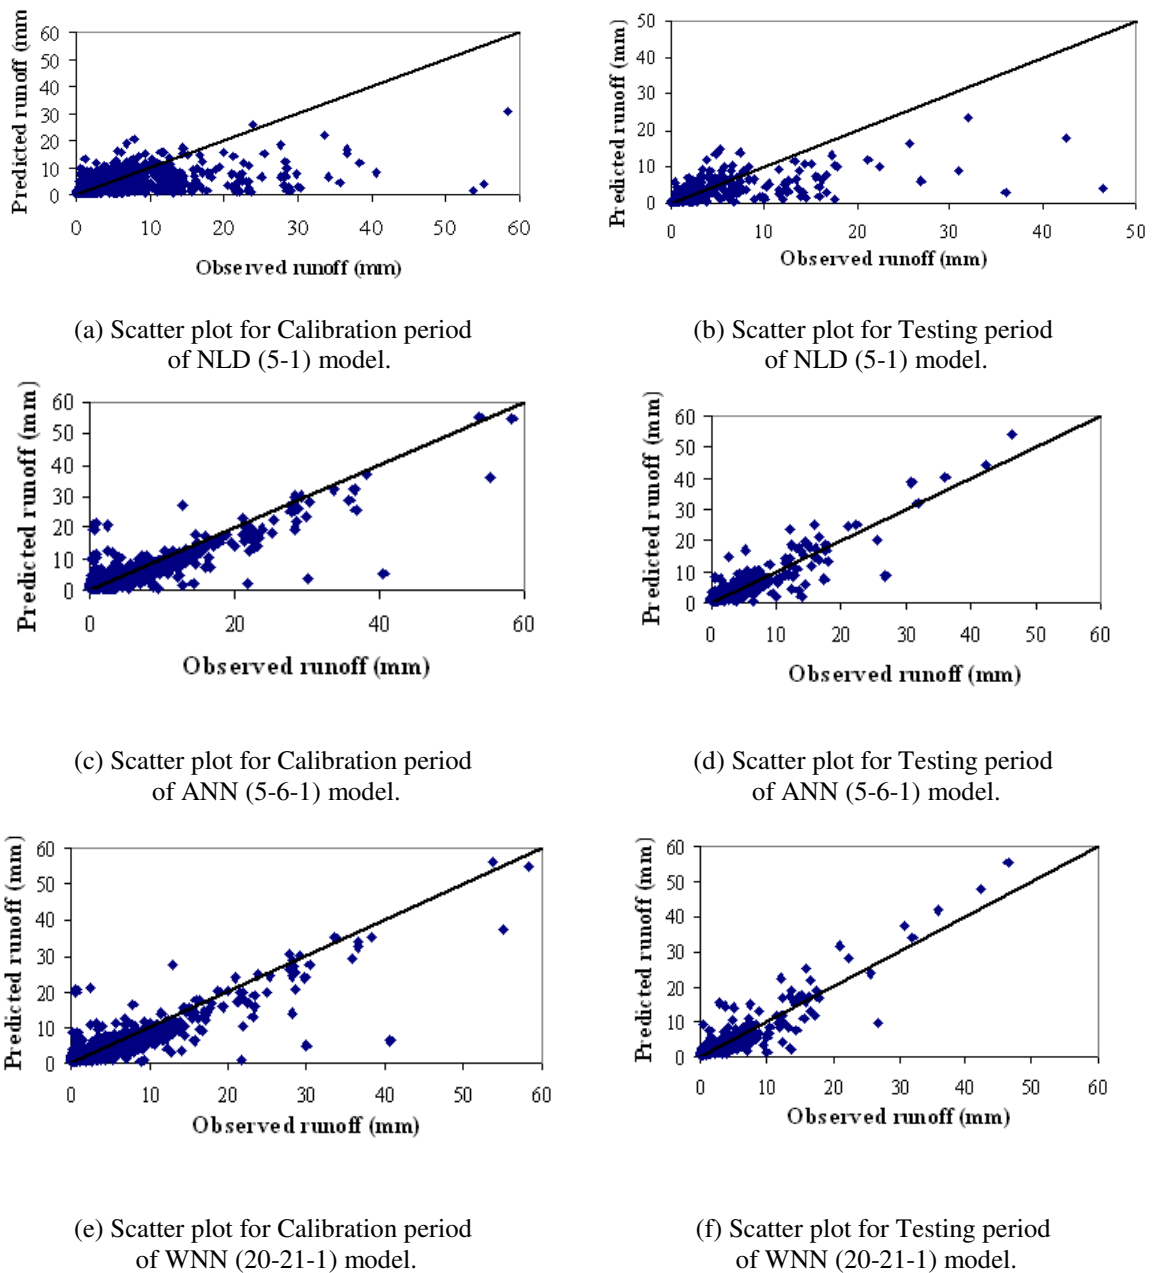 Predicted runoff (mm
60
50
40
30
20
10
0
0 10 20 30 40 50 60
Observed runoff (mm)
Predicted runoff (mm)
50
40
30
20
10
0
0 10 20 30 40 50
Observed runoff (mm)
(a) Scatter plot for Calibration period
of NLD (5-1) model.
(b) Scatter plot for Testing period
of NLD (5-1) model.
Predicted runoff (mm)
60
50
40
30
20
10
0
0 20 40 60
Observed runoff (mm)
Predicted runoff (mm)
60
50
40
30
20
10
0
0 10 20 30 40 50 60
Observed runoff (mm)
(c) Scatter plot for Calibration period
of ANN (5-6-1) model.
(d) Scatter plot for Testing period
of ANN (5-6-1) model.
Predicted runoff (mm)
60
50
40
30
20
10
0
0 10 20 30 40 50 60
Observed runoff (mm)
Predicted runoff (mm)
60
50
40
30
20
10
0
0 10 20 30 40 50 60
Observed runoff (mm)
(e) Scatter plot for Calibration period
of WNN (20-21-1) model.
(f) Scatter plot for Testing period
of WNN (20-21-1) model.